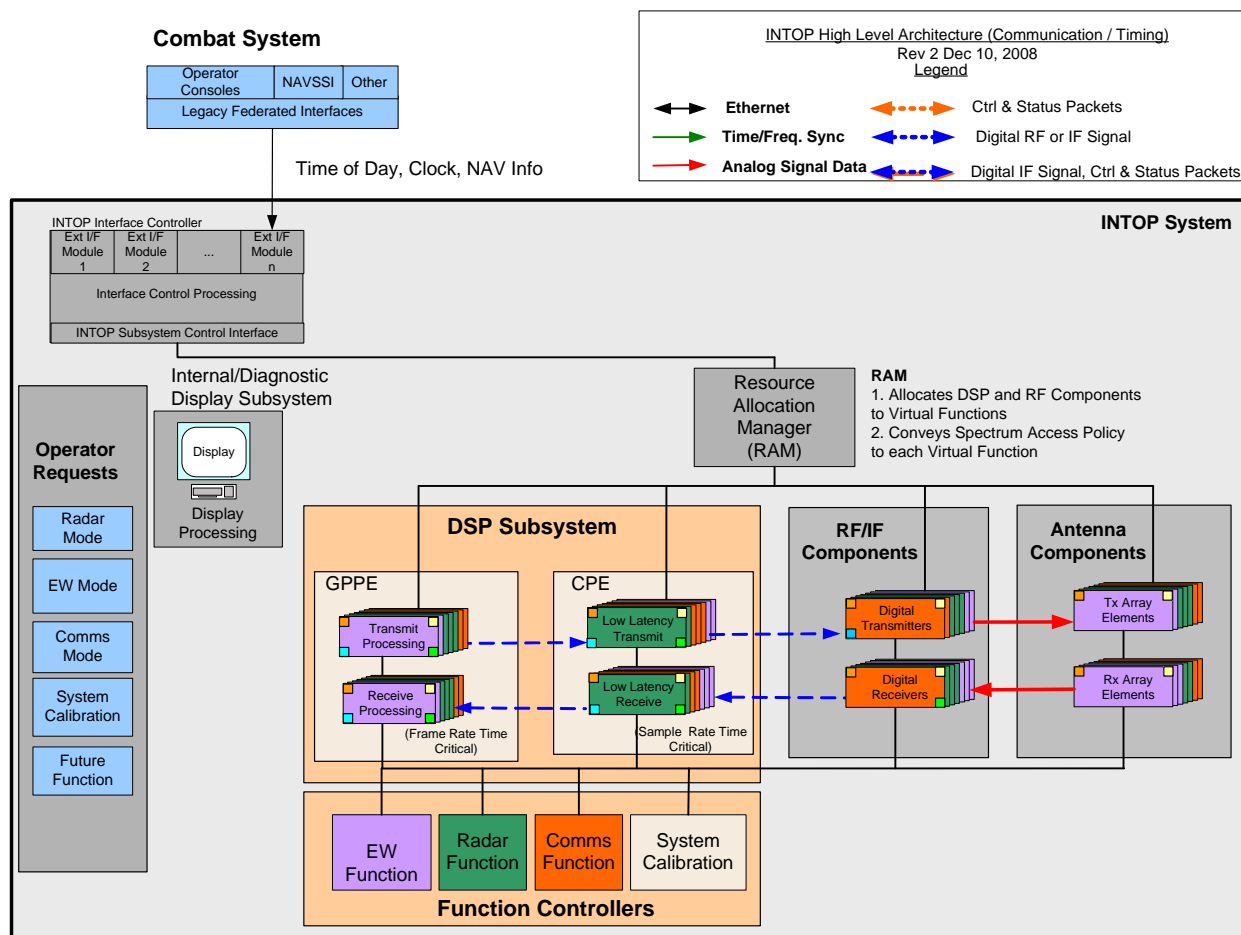 Combat System
Operator
Consoles
NAVSSI
Other
Legacy Federated Interfaces
Time of Day, Clock, NAV Info
INTOP High Level Architecture (Communication / Timing)
Rev 2 Dec 10, 2008
Legend
Ethernet
Ctrl & Status Packets
Time/Freq. Sync
Digital RF or IF Signal
Analog Signal Data
Digital IF Signal, Ctrl & Status Packets
INTOP System
INTOP Interface Controller
Ext I/F
Module
1
Ext I/F
Module
2
...
Ext I/F
Module
n
Interface Control Processing
INTOP Subsystem Control Interface
Internal/Diagnostic
Display Subsystem
Display
Display
Processing
Resource
Allocation
Manager
(RAM)
RAM
1. Allocates DSP and RF Components
to Virtual Functions
2. Conveys Spectrum Access Policy
to each Virtual Function
Operator
Requests
Radar
Mode
EW Mode
Comms
Mode
System
Calibration
Future
Function
DSP Subsystem
GPPE
Transmit
Processing
Receive
Processing
(Frame Rate Time
Critical)
CPE
Low Latency
Transmit
Low Latency
Receive
(Sample Rate Time
Critical)
RF/IF
Components
Digital
Transmitters
Digital
Receivers
Antenna
Components
Tx Array
Elements
Rx Array
Elements
EW
Function
Radar
Function
Comms
Function
System
Calibration
Function Controllers